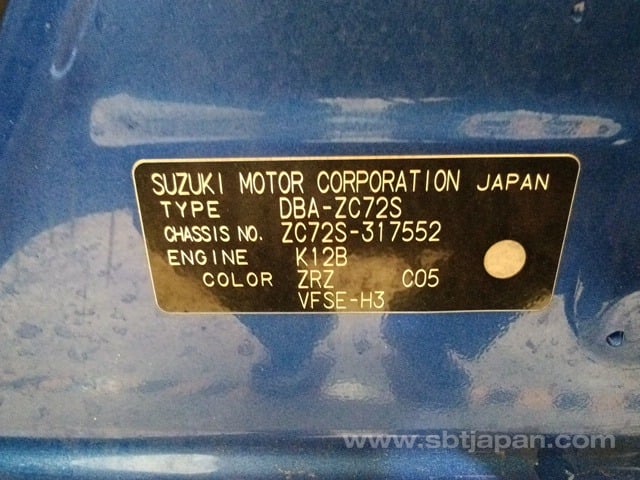 SUZUKI MOTOR CORPORATION JAPAN
TYPE DBA-ZC72S
CHASSIS NO. ZC72S-317552
ENGINE K12B
COLOR ZRZ C05
VFSE-H3
www.sbtjapan.com